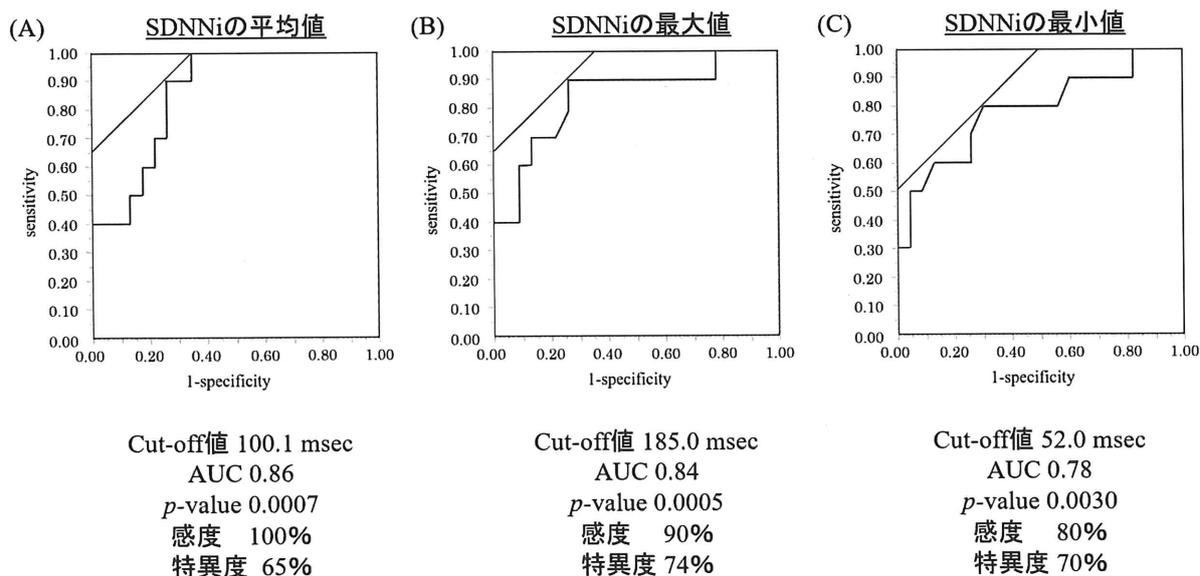 (A) SDNNiの平均値
1.00
0.90
0.80
0.70
0.60
0.50
0.40
0.30
0.20
0.10
0.00
sensitivity
0.00 0.20 0.40 0.60 0.80 1.00
1-specificity
Cut-off値 100.1 msec
AUC 0.86
p-value 0.0007
感度 100%
特異度 65%
(B) SDNNiの最大値
1.00
0.90
0.80
0.70
0.60
0.50
0.40
0.30
0.20
0.10
0.00
sensitivity
0.00 0.20 0.40 0.60 0.80 1.00
1-specificity
Cut-off値 185.0 msec
AUC 0.84
p-value 0.0005
感度 90%
特異度 74%
(C) SDNNiの最小値
1.00
0.90
0.80
0.70
0.60
0.50
0.40
0.30
0.20
0.10
0.00
sensitivity
0.00 0.20 0.40 0.60 0.80 1.00
1-specificity
Cut-off値 52.0 msec
AUC 0.78
p-value 0.0030
感度 80%
特異度 70%